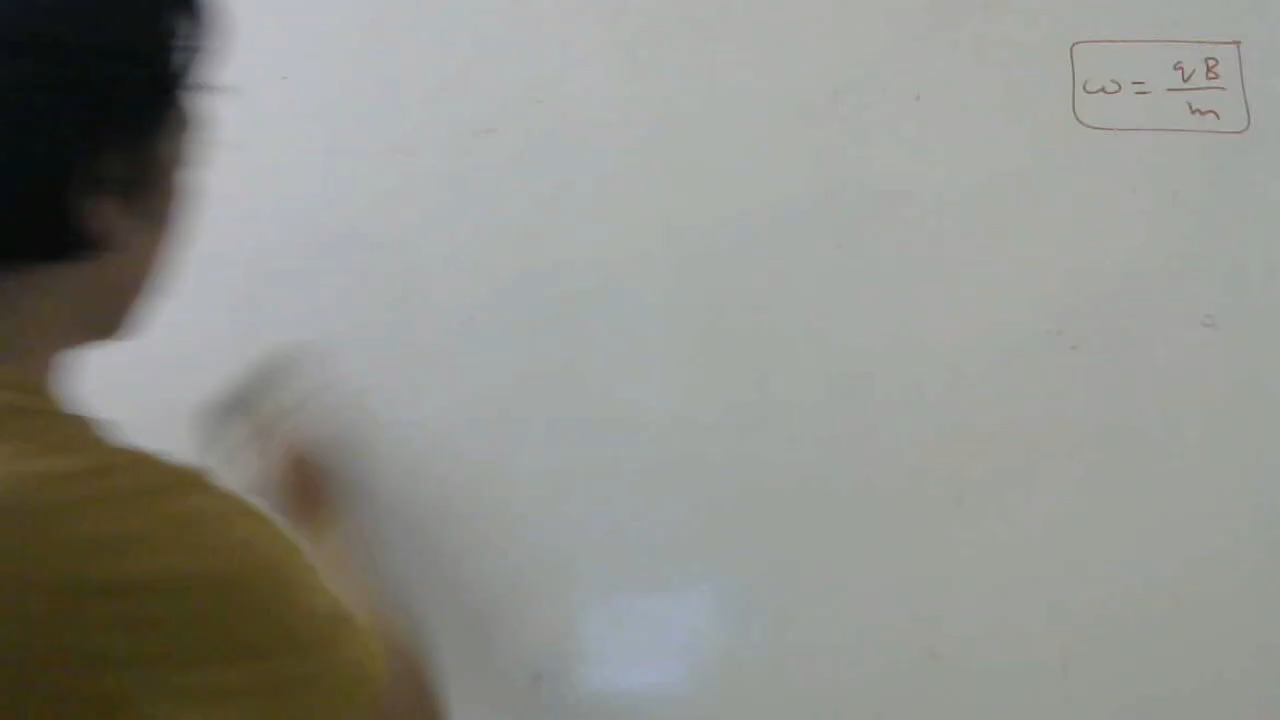 ω = qB/m